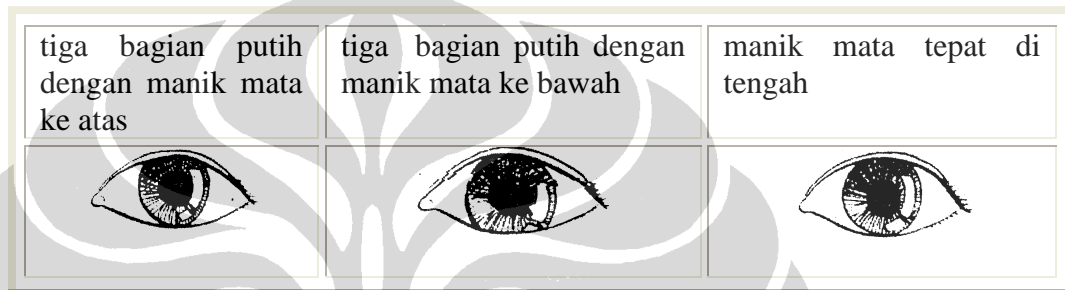 tiga bagian putih
dengan manik mata
ke atas
tiga bagian putih dengan
manik mata ke bawah
manik mata tepat di
tengah